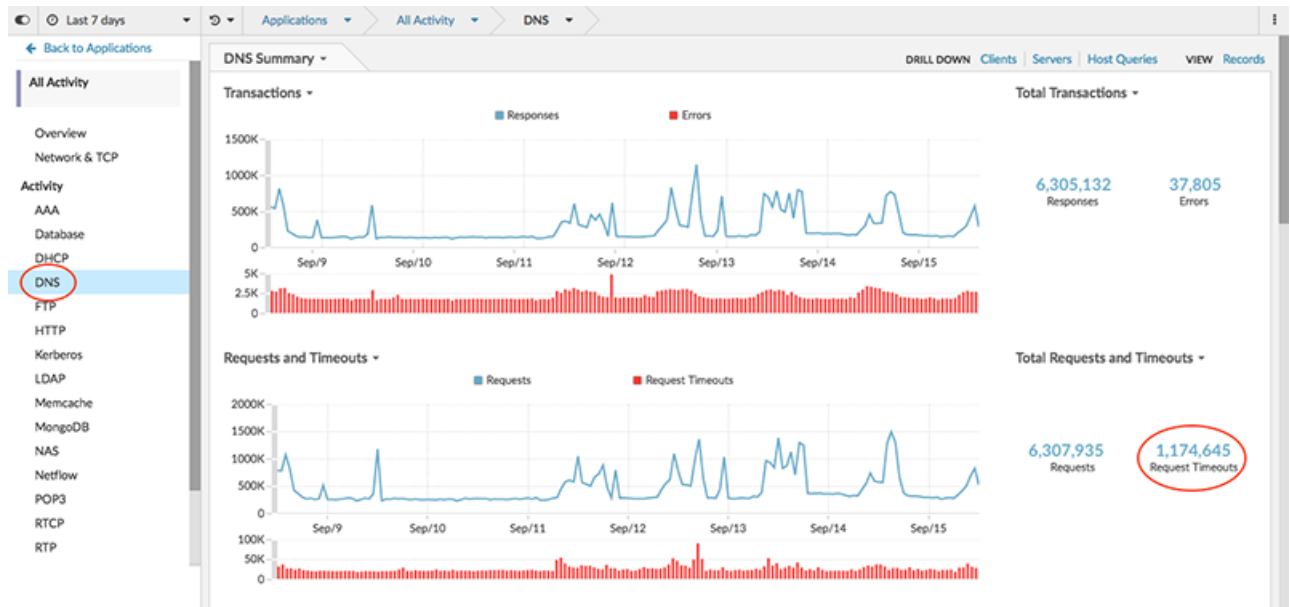 Last 7 days
Applications
All Activity
DNS
Back to Applications
All Activity
Overview
Network & TCP
Activity
AAA
Database
DHCP
DNS
FTP
HTTP
Kerberos
LDAP
Memcache
MongoDB
NAS
Netflow
POP3
RTCP
RTP
DNS Summary
DRILL DOWN Clients Servers Host Queries VIEW Records
Transactions
Responses Errors
1500K
1000K
500K
0
Sep/9 Sep/10 Sep/11 Sep/12 Sep/13 Sep/14 Sep/15
5K
2.5K
0
Total Transactions
6,305,132 37,805
Responses Errors
Requests and Timeouts
Requests Request Timeouts
2000K
1500K
1000K
500K
0
Sep/9 Sep/10 Sep/11 Sep/12 Sep/13 Sep/14 Sep/15
100K
50K
0
Total Requests and Timeouts
6,307,935 1,174,645
Requests Request Timeouts